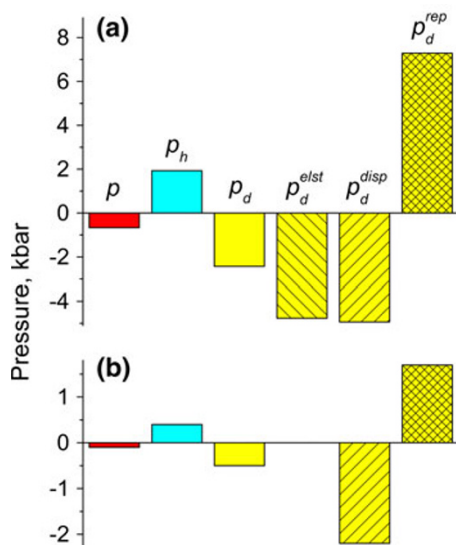 (a)
p_d^{rep}
8
6
4
p_h
2
p
p_d
p_d^{elst}
p_d^{disp}
0
-2
-4
Pressure, kbar
(b)
1
0
-1
-2